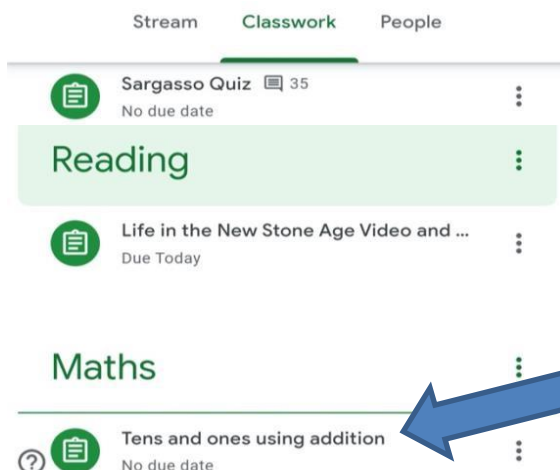 Stream Classwork People
Sargasso Quiz 35
No due date
Reading
Life in the New Stone Age Video and ...
Due Today
Maths
Tens and ones using addition
No due date